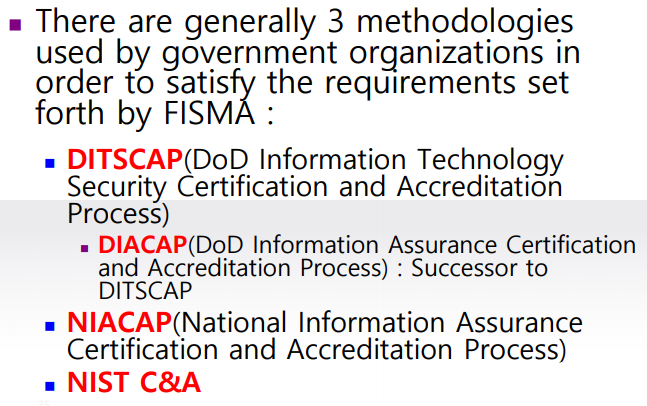 There are generally 3 methodologies
used by government organizations in
order to satisfy the requirements set
forth by FISMA :
DITSCAP(DoD Information Technology
Security Certification and Accreditation
Process)
DIACAP(DoD Information Assurance Certification
and Accreditation Process) : Successor to
DITSCAP
NIACAP(National Information Assurance
Certification and Accreditation Process)
NIST C&A